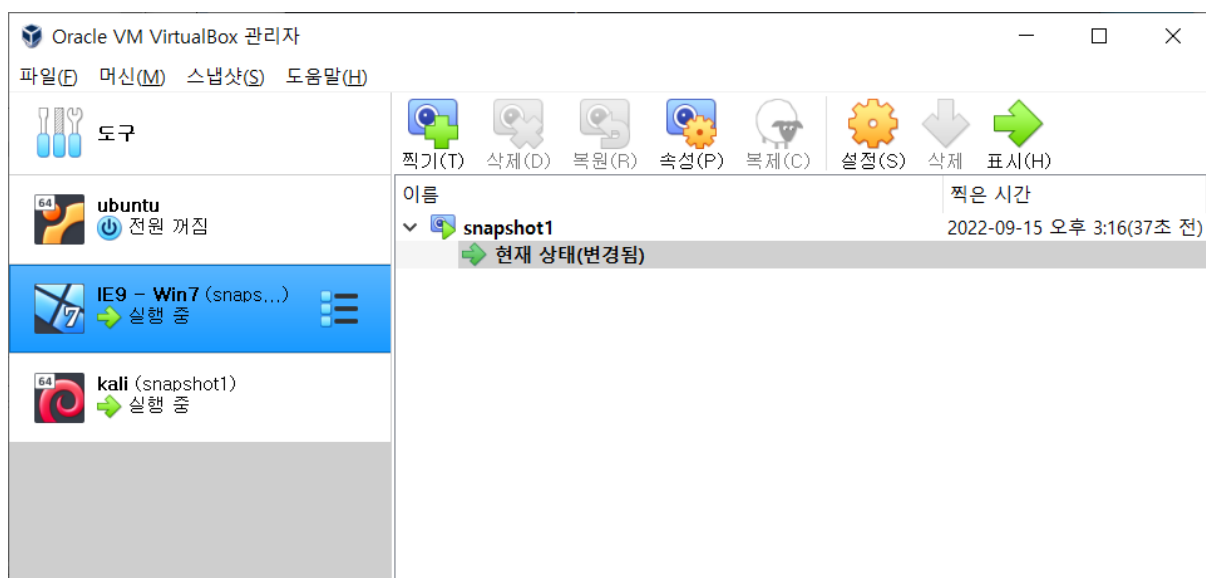 Oracle VM VirtualBox 관리자
파일(F) 머신(M) 스냅샷(S) 도움말(H)
도구
찍기(T) 삭제(D) 복원(R) 속성(P) 복제(C) 설정(S) 삭제 표시(H)
이름 찍은 시간
64
ubuntu
전원 꺼짐
snapshot1 2022-09-15 오후 3:16(37초 전)
현재 상태(변경됨)
7
IE9 - Win7 (snaps...)
실행 중
64
kali (snapshot1)
실행 중